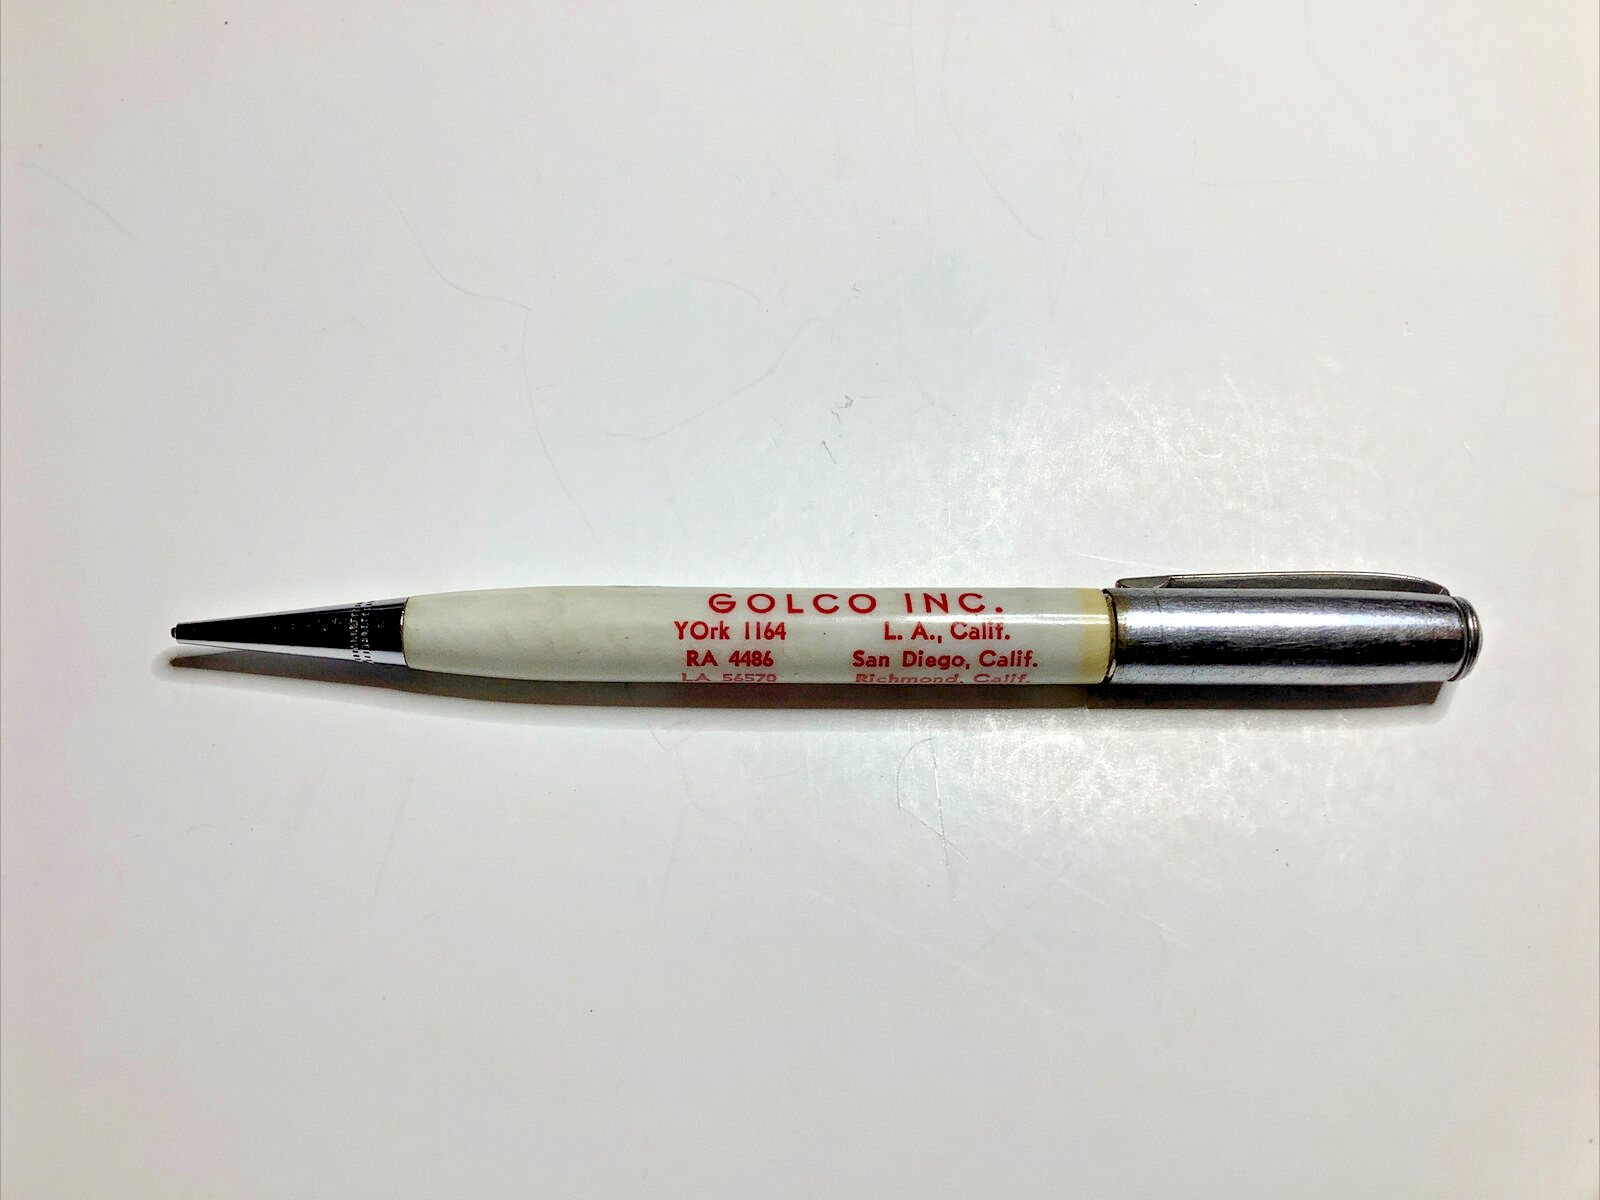 GOLCO INC.
YOrk 1164 L. A., Calif.
RA 4486 San Diego, Calif.
LA 56570 Richmond, Calif.